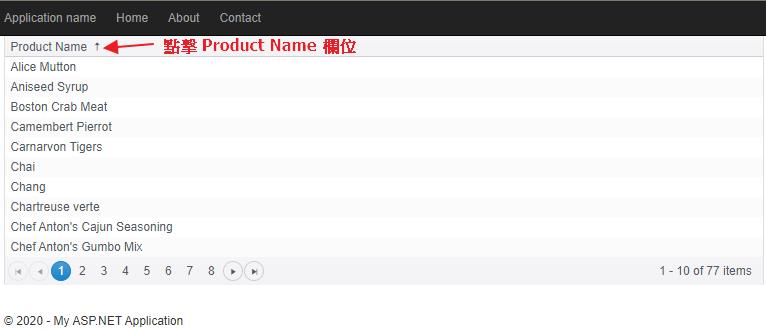 Application name Home About Contact
Product Name ↑ 點擊 Product Name 欄位
Alice Mutton
Aniseed Syrup
Boston Crab Meat
Camembert Pierrot
Carnarvon Tigers
Chai
Chang
Chartreuse verte
Chef Anton's Cajun Seasoning
Chef Anton's Gumbo Mix
1 2 3 4 5 6 7 8 1 - 10 of 77 items
© 2020 - My ASP.NET Application